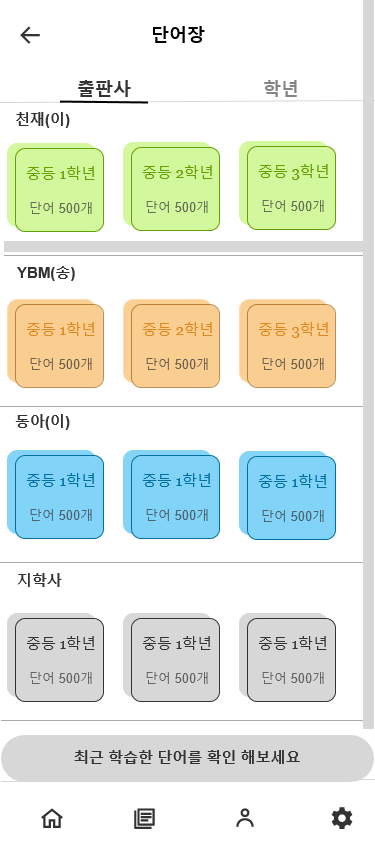 단어장
출판사 학년
천재(이)
중등 1학년 중등 2학년 중등 3학년
단어 500개 단어 500개 단어 500개
YBM(송)
중등 1학년 중등 2학년 중등 3학년
단어 500개 단어 500개 단어 500개
동아(이)
중등 1학년 중등 1학년 중등 1학년
단어 500개 단어 500개 단어 500개
지학사
중등 1학년 중등 1학년 중등 1학년
단어 500개 단어 500개 단어 500개
최근 학습한 단어를 확인 해보세요